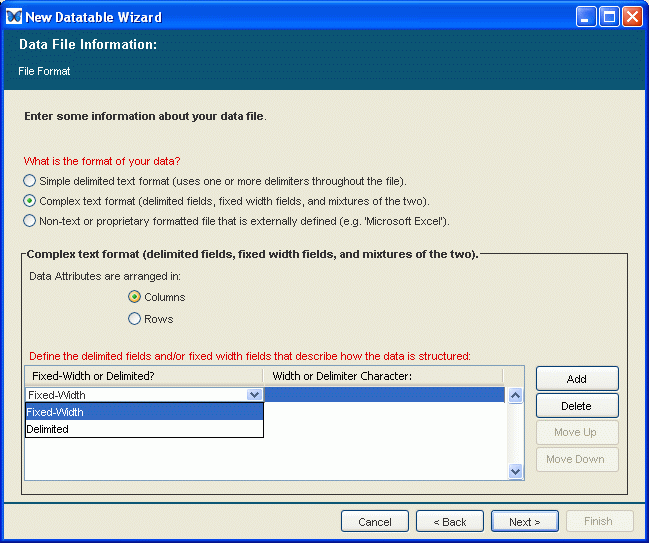 New Datatable Wizard
Data File Information:
File Format
Enter some information about your data file.
What is the format of your data?
Simple delimited text format (uses one or more delimiters throughout the file).
Complex text format (delimited fields, fixed width fields, and mixtures of the two).
Non-text or proprietary formatted file that is externally defined (e.g. 'Microsoft Excel').
Complex text format (delimited fields, fixed width fields, and mixtures of the two).
Data Attributes are arranged in:
Columns
Rows
Define the delimited fields and/or fixed width fields that describe how the data is structured:
Fixed-Width or Delimited? Width or Delimiter Character:
Fixed-Width
Fixed-Width
Delimited
Add
Delete
Move Up
Move Down
Cancel < Back Next > Finish